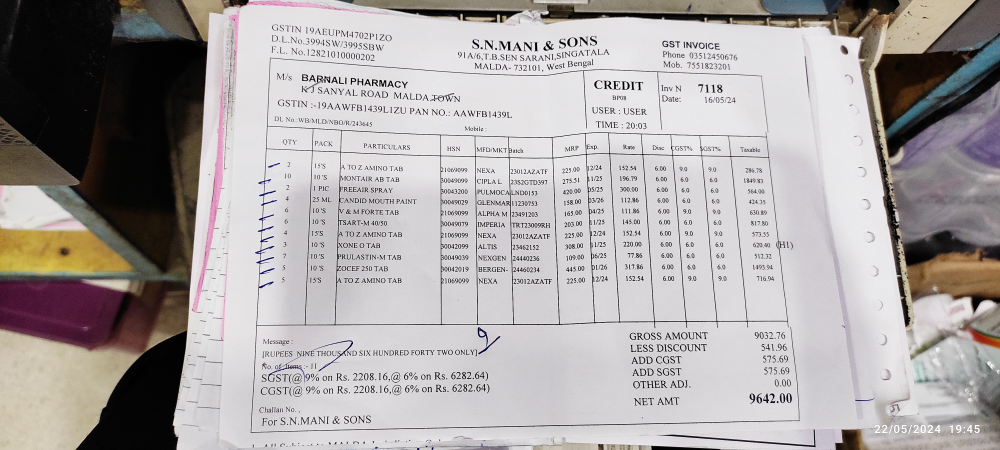 GSTIN 19AEUPM4702P1ZO
D.L.No.3994SW/3995SBW
F.L. No.12821010000202
S.N.MANI & SONS
91A/6,T.B.SEN SARANI,SINGATALA
MALDA- 732101, West Bengal
GST INVOICE
Phone 03512450676
Mob. 7551823201
M/s BARNALI PHARMACY
K J SANYAL ROAD MALDA,TOWN
GSTIN :-19AAWFB1439L1ZU PAN NO.: AAWFB1439L
DL No:WB/MLD/NBO/R/243645
Mobile :
CREDIT
BP08
USER : USER
TIME : 20:03
Inv N 7118
Date: 16/05/24
QTY PACK PARTICULARS HSN MFD/MKT Batch MRP Exp. Rate Disc CGST% SGST% Taxable
2 15'S A TO Z AMINO TAB 21069099 NEXA 23012AZATF 225.00 12/24 152.54 6.00 9.0 9.0 286.78
10 10 'S MONTAIR AB TAB 30049099 CIPLA L 23S2GTD397 275.51 11/25 196.79 6.00 6.0 6.0 1849.83
2 1 PIC FREEAIR SPRAY 30043200 PULMOCA LND0153 420.00 05/25 300.00 6.00 6.0 6.0 564.00
4 25 ML CANDID MOUTH PAINT 30049029 GLENMAR 11230753 158.00 03/26 112.86 6.00 6.0 6.0 424.35
6 10'S V & M FORTE TAB 21069099 ALPHA M 23491203 165.00 04/25 111.86 6.00 9.0 9.0 630.89
6 10'S TSART-M 40/50 30049079 IMPERIA TRT23009RH 203.00 11/25 145.00 6.00 6.0 6.0 817.80
4 15'S A TO Z AMINO TAB 21069099 NEXA 23012AZATF 225.00 12/24 152.54 6.00 9.0 9.0 573.55
3 10 'S XONE O TAB 30042099 ALTIS 23462152 308.00 11/25 220.00 6.00 6.0 6.0 620.40 (H1)
7 10'S PRULASTIN-M TAB 30049039 NEXGEN 24440236 109.00 06/25 77.86 6.00 6.0 6.0 512.32
5 10 'S ZOCEF 250 TAB 30042019 BERGEN- 24460234 445.00 01/26 317.86 6.00 6.0 6.0 1493.94
5 15'S A TO Z AMINO TAB 21069099 NEXA 23012AZATF 225.00 12/24 152.54 6.00 9.0 9.0 716.94
Message :
[RUPEES NINE THOUSAND SIX HUNDRED FORTY TWO ONLY]
No. of Items :- 11
SGST(@ 9% on Rs. 2208.16,@ 6% on Rs. 6282.64)
CGST(@ 9% on Rs. 2208.16,@ 6% on Rs. 6282.64)
Challan No. ,
For S.N.MANI & SONS
GROSS AMOUNT 9032.76
LESS DISCOUNT 541.96
ADD CGST 575.69
ADD SGST 575.69
OTHER ADJ. 0.00
NET AMT 9642.00
22/05/2024 19:45